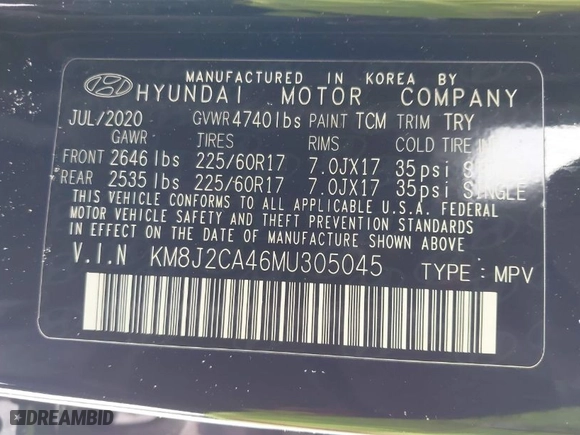 MANUFACTURED IN KOREA BY
HYUNDAI MOTOR COMPANY
JUL/2020 GVWR 4740lbs PAINT TCM TRIM TRY
GAWR TIRES RIMS COLD TIRE
FRONT 2646 lbs 225/60R17 7.0JX17 35psi
REAR 2535 lbs 225/60R17 7.0JX17 35psi SINGLE
THIS VEHICLE CONFORMS TO ALL APPLICABLE U.S.A. FEDERAL
MOTOR VEHICLE SAFETY AND THEFT PREVENTION STANDARDS
IN EFFECT ON THE DATE OF MANUFACTURE SHOWN ABOVE
V.I.N KM8J2CA46MU305045 TYPE: MPV
DREAMBID